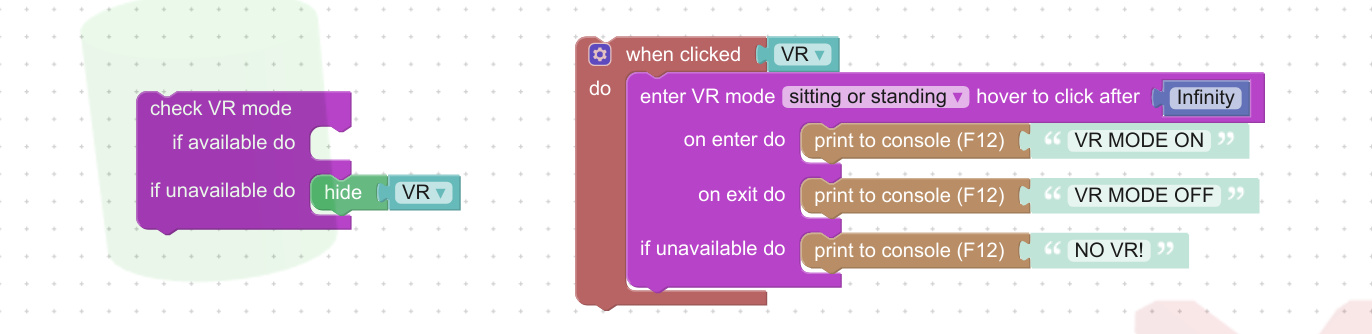 check VR mode
if available do
if unavailable do hide VR ▾
when clicked VR ▾
do
enter VR mode sitting or standing ▾ hover to click after Infinity
on enter do print to console (F12) “ VR MODE ON ”
on exit do print to console (F12) “ VR MODE OFF ”
if unavailable do print to console (F12) “ NO VR! ”